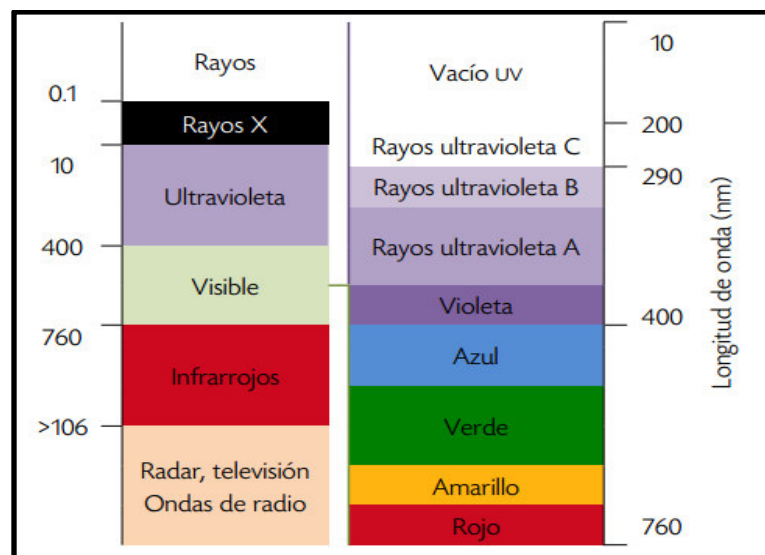 Rayos
0.1
Rayos X
10
Ultravioleta
400
Visible
760
Infrarrojos
>106
Radar, televisión
Ondas de radio
Vacío UV
10
200
Rayos ultravioleta C
290
Rayos ultravioleta B
Rayos ultravioleta A
Violeta
400
Azul
Verde
Amarillo
Rojo
760
Longitud de onda (nm)